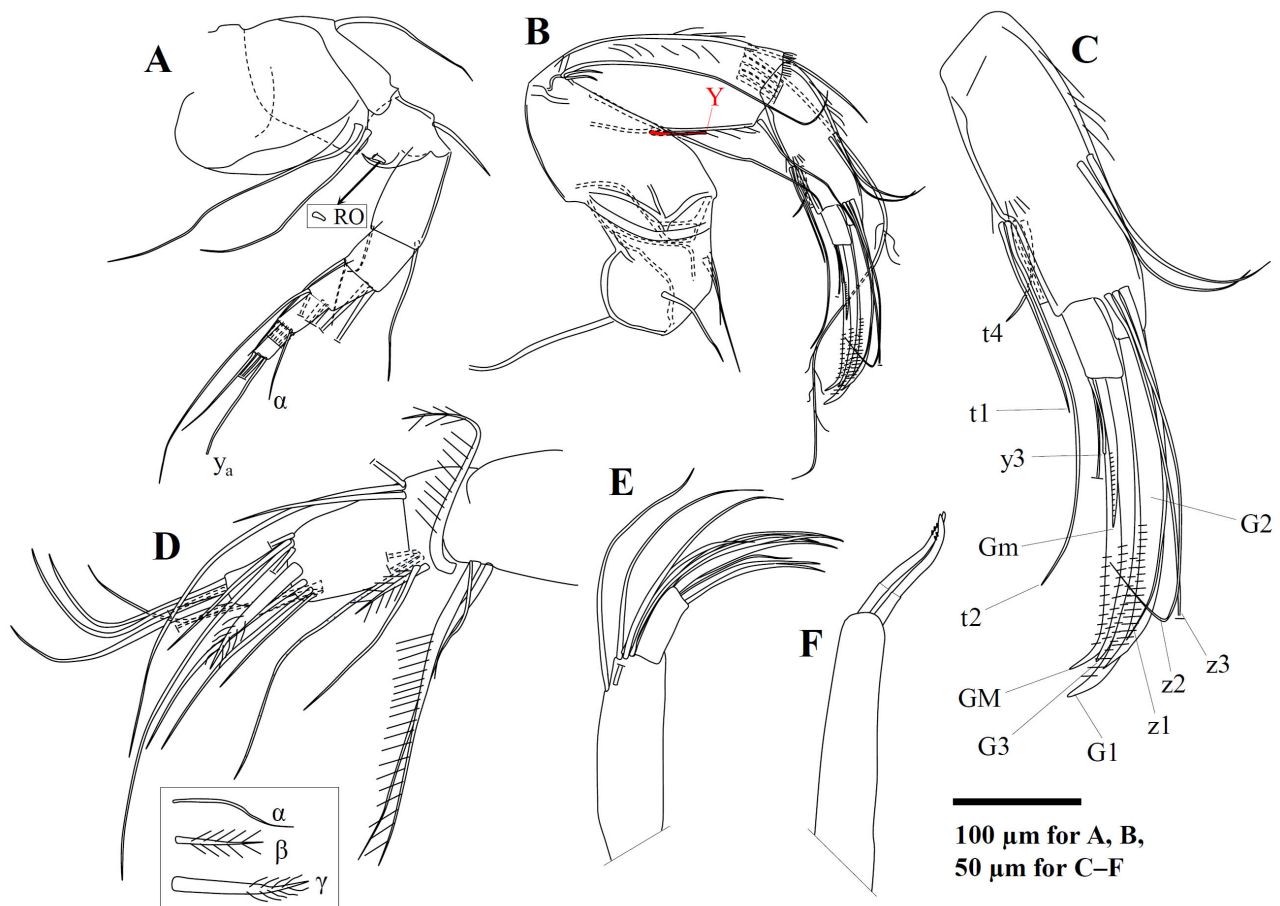 A
B
C
Y
RO
α
yₐ
t4
t1
y3
Gm
t2
G2
GM
G3
G1
z1
z2
z3
D
E
F
α
β
γ
100 μm for A, B,
50 μm for C–F